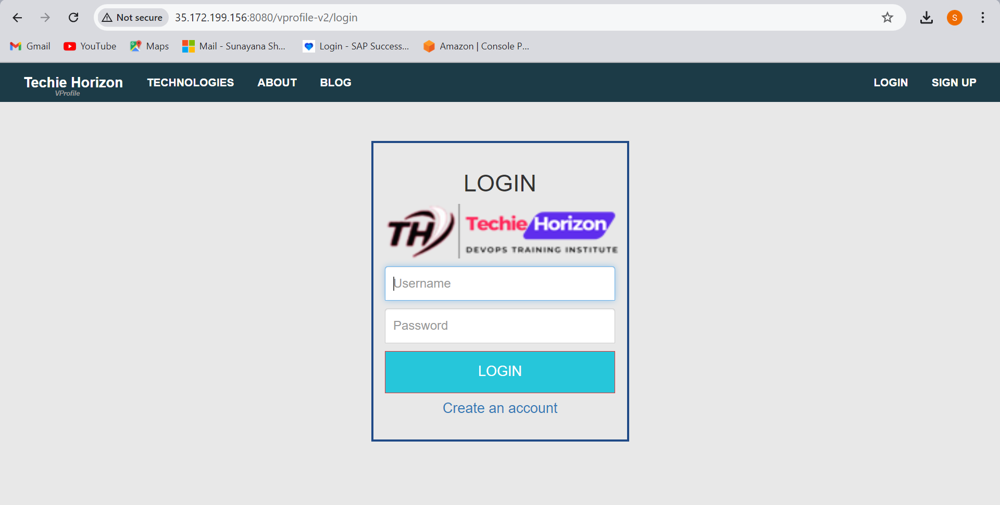 Not secure 35.172.199.156:8080/vprofile-v2/login S
Gmail YouTube Maps Mail - Sunayana Sh... Login - SAP Success... Amazon | Console P...
Techie Horizon TECHNOLOGIES ABOUT BLOG LOGIN SIGN UP
VProfile
LOGIN
TH Techie Horizon
DEVOPS TRAINING INSTITUTE
Username
Password
LOGIN
Create an account